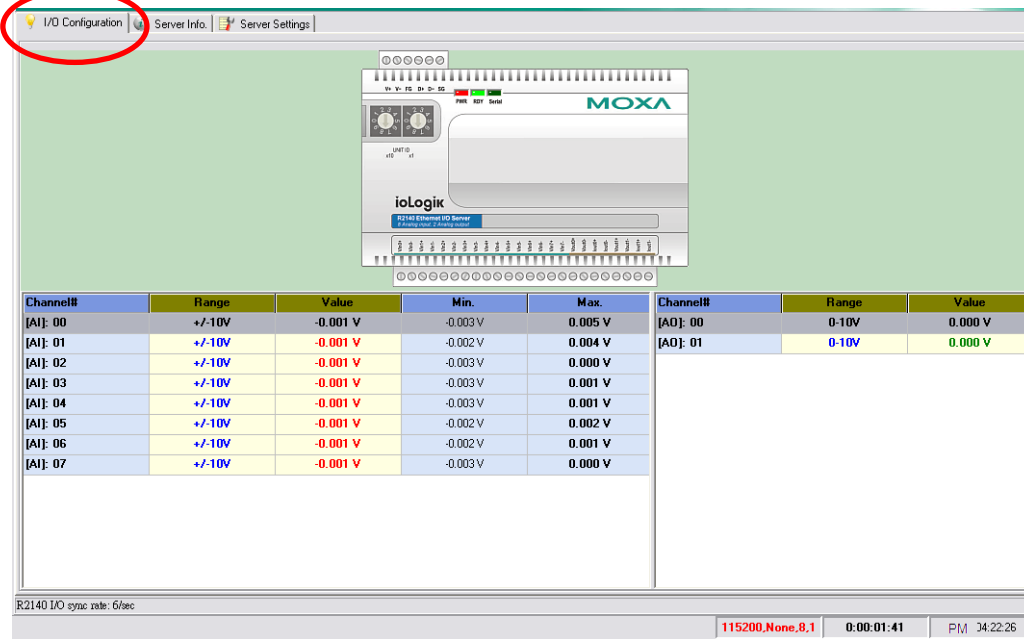 I/O Configuration Server Info. Server Settings
V+ V- FG D+ D- SG
PWR RDY Serial
MOXA
UNIT ID
x10 x1
ioLogik
R2140 Ethernet I/O Server
8 Analog input 2 Analog output
Channel# Range Value Min. Max.
[AI]: 00 +/-10V -0.001 V -0.003 V 0.005 V
[AI]: 01 +/-10V -0.001 V -0.002 V 0.004 V
[AI]: 02 +/-10V -0.001 V -0.003 V 0.000 V
[AI]: 03 +/-10V -0.001 V -0.003 V 0.001 V
[AI]: 04 +/-10V -0.001 V -0.003 V 0.001 V
[AI]: 05 +/-10V -0.001 V -0.002 V 0.002 V
[AI]: 06 +/-10V -0.001 V -0.002 V 0.001 V
[AI]: 07 +/-10V -0.001 V -0.003 V 0.000 V
Channel# Range Value
[AO]: 00 0-10V 0.000 V
[AO]: 01 0-10V 0.000 V
R2140 I/O sync rate: 6/sec
115200,None,8,1 0:00:01:41 PM 04:22:26